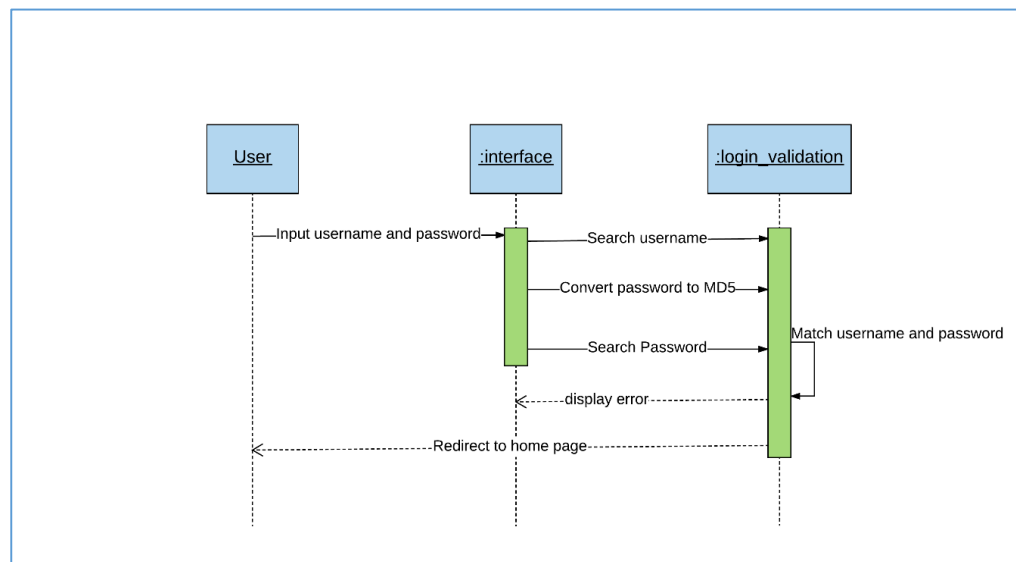 User
:interface
:login_validation
Input username and password
Search username
Convert password to MD5
Match username and password
Search Password
display error
Redirect to home page